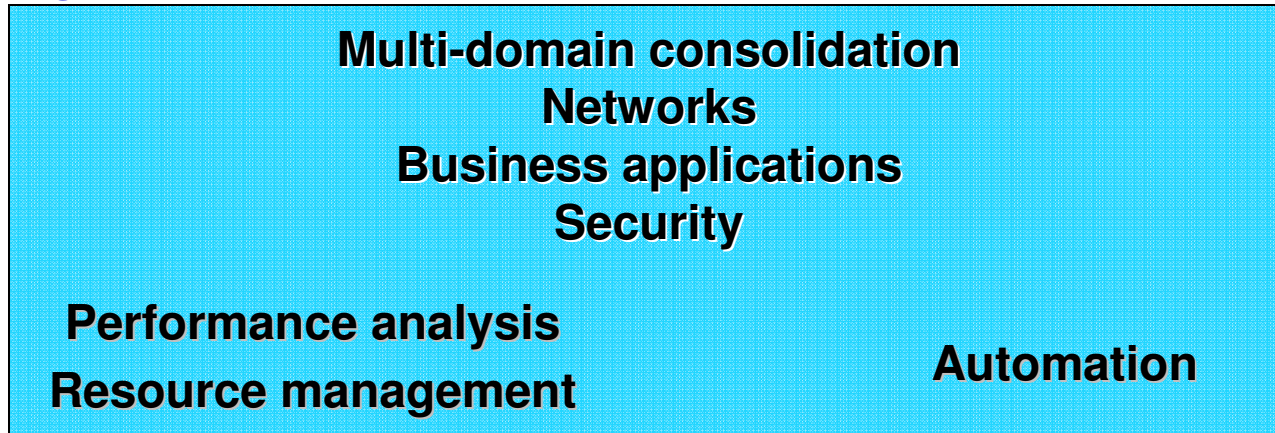 Multi-domain consolidation
Networks
Business applications
Security
Performance analysis
Resource management
Automation